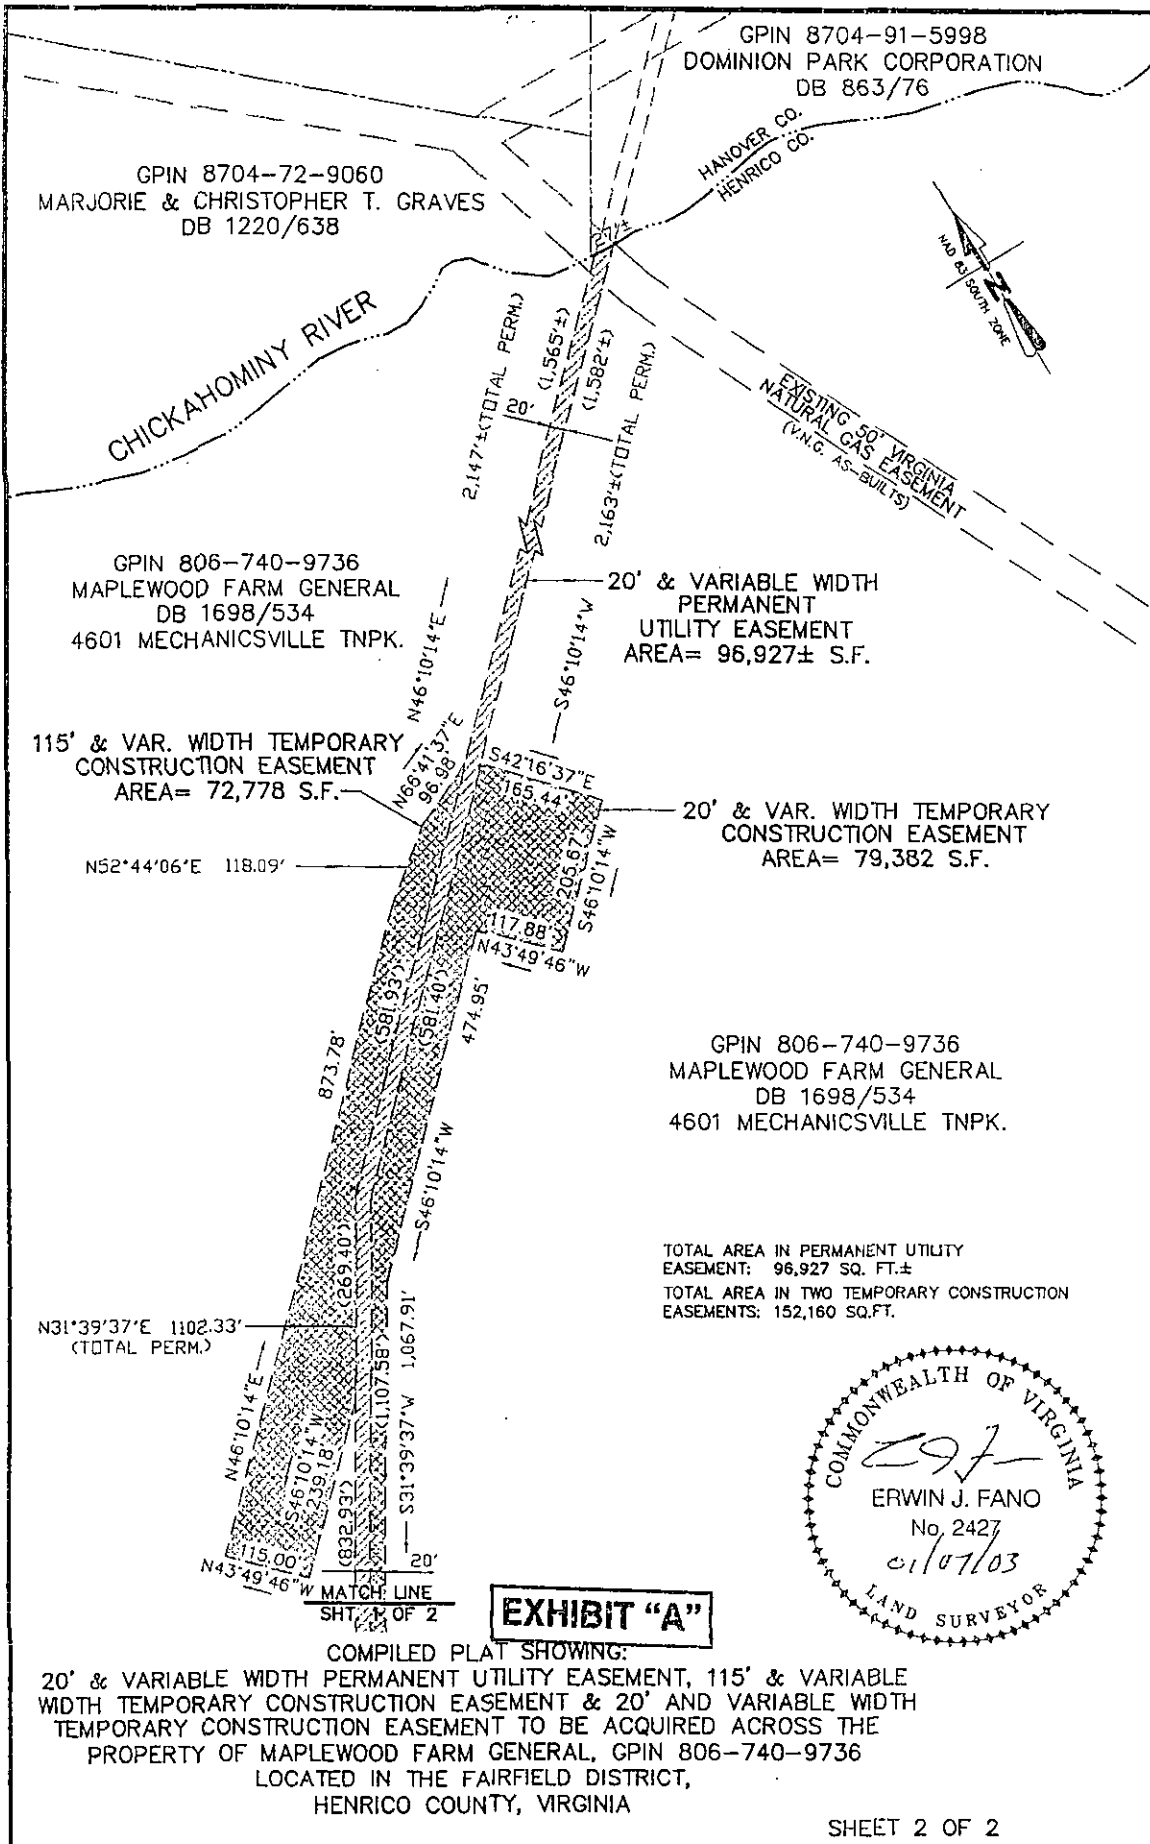 GPIN 8704-91-5998
DOMINION PARK CORPORATION
DB 863/76
HANOVER CO.
HENRICO CO.
GPIN 8704-72-9060
MARJORIE & CHRISTOPHER T. GRAVES
DB 1220/638
27'±
N
NAD 83 SOUTH ZONE
CHICKAHOMINY RIVER
2,147'±(TOTAL PERM.)
(1,565'±)
20'
(1,582'±)
2,163'±(TOTAL PERM.)
EXISTING 50' VIRGINIA
NATURAL GAS EASEMENT
(V.N.G. AS-BUILTS)
GPIN 806-740-9736
MAPLEWOOD FARM GENERAL
DB 1698/534
4601 MECHANICSVILLE TNPK.
20' & VARIABLE WIDTH
PERMANENT
UTILITY EASEMENT
AREA= 96,927± S.F.
N46°10'14"E
S46°10'14"W
115' & VAR. WIDTH TEMPORARY
CONSTRUCTION EASEMENT
AREA= 72,778 S.F.
N66°41'37"E
96.98'
S42°16'37"E
165.44'
20' & VAR. WIDTH TEMPORARY
CONSTRUCTION EASEMENT
AREA= 79,382 S.F.
N52°44'06"E 118.09'
205.67'
S46°10'14"W
117.88'
N43°49'46"W
(581.93')
(581.40')
474.95'
873.78'
GPIN 806-740-9736
MAPLEWOOD FARM GENERAL
DB 1698/534
4601 MECHANICSVILLE TNPK.
S46°10'14"W
(269.40')
TOTAL AREA IN PERMANENT UTILITY
EASEMENT: 96,927 SQ. FT.±
TOTAL AREA IN TWO TEMPORARY CONSTRUCTION
EASEMENTS: 152,160 SQ.FT.
N31°39'37"E 1102.33'
(TOTAL PERM.)
(1,107.58')
S31°39'37"W 1,067.91'
N46°10'14"E
S46°10'14"W
239.18'
(832.93')
115.00'
N43°49'46"W
20'
MATCH LINE
SHT. 1 OF 2
COMMONWEALTH OF VIRGINIA
ERWIN J. FANO
No. 2427
01/07/03
LAND SURVEYOR
EXHIBIT "A"
COMPILED PLAT SHOWING:
20' & VARIABLE WIDTH PERMANENT UTILITY EASEMENT, 115' & VARIABLE
WIDTH TEMPORARY CONSTRUCTION EASEMENT & 20' AND VARIABLE WIDTH
TEMPORARY CONSTRUCTION EASEMENT TO BE ACQUIRED ACROSS THE
PROPERTY OF MAPLEWOOD FARM GENERAL, GPIN 806-740-9736
LOCATED IN THE FAIRFIELD DISTRICT,
HENRICO COUNTY, VIRGINIA
SHEET 2 OF 2